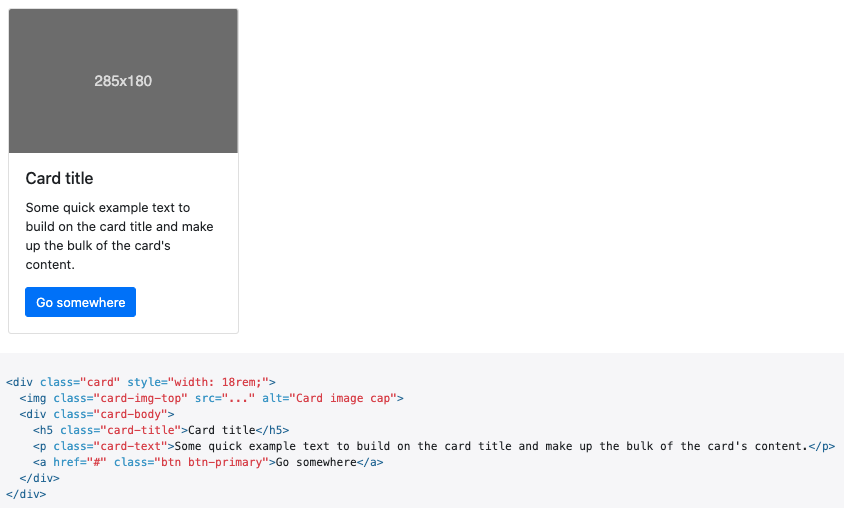 285x180
Card title
Some quick example text to
build on the card title and make
up the bulk of the card's
content.
Go somewhere
<div class="card" style="width: 18rem;">
  <img class="card-img-top" src="..." alt="Card image cap">
  <div class="card-body">
    <h5 class="card-title">Card title</h5>
    <p class="card-text">Some quick example text to build on the card title and make up the bulk of the card's content.</p>
    <a href="#" class="btn btn-primary">Go somewhere</a>
  </div>
</div>